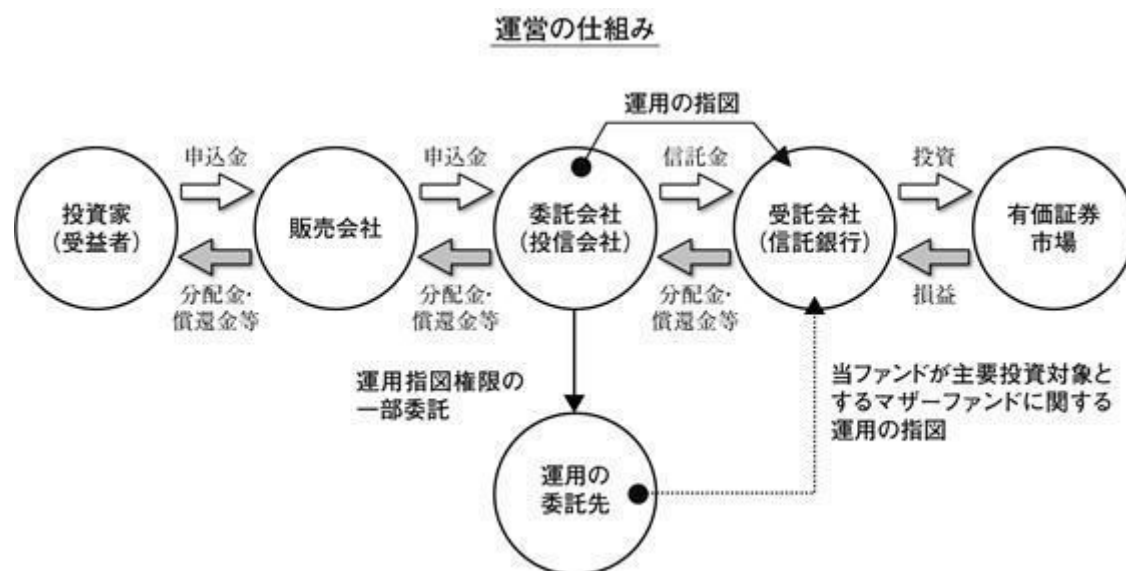 運営の仕組み
運用の指図
申込金
申込金
信託金
投資
投資家
(受益者)
販売会社
委託会社
(投信会社)
受託会社
(信託銀行)
有価証券
市場
分配金・
償還金等
分配金・
償還金等
分配金・
償還金等
損益
運用指図権限の
一部委託
当ファンドが主要投資対象と
するマザーファンドに関する
運用の指図
運用の
委託先